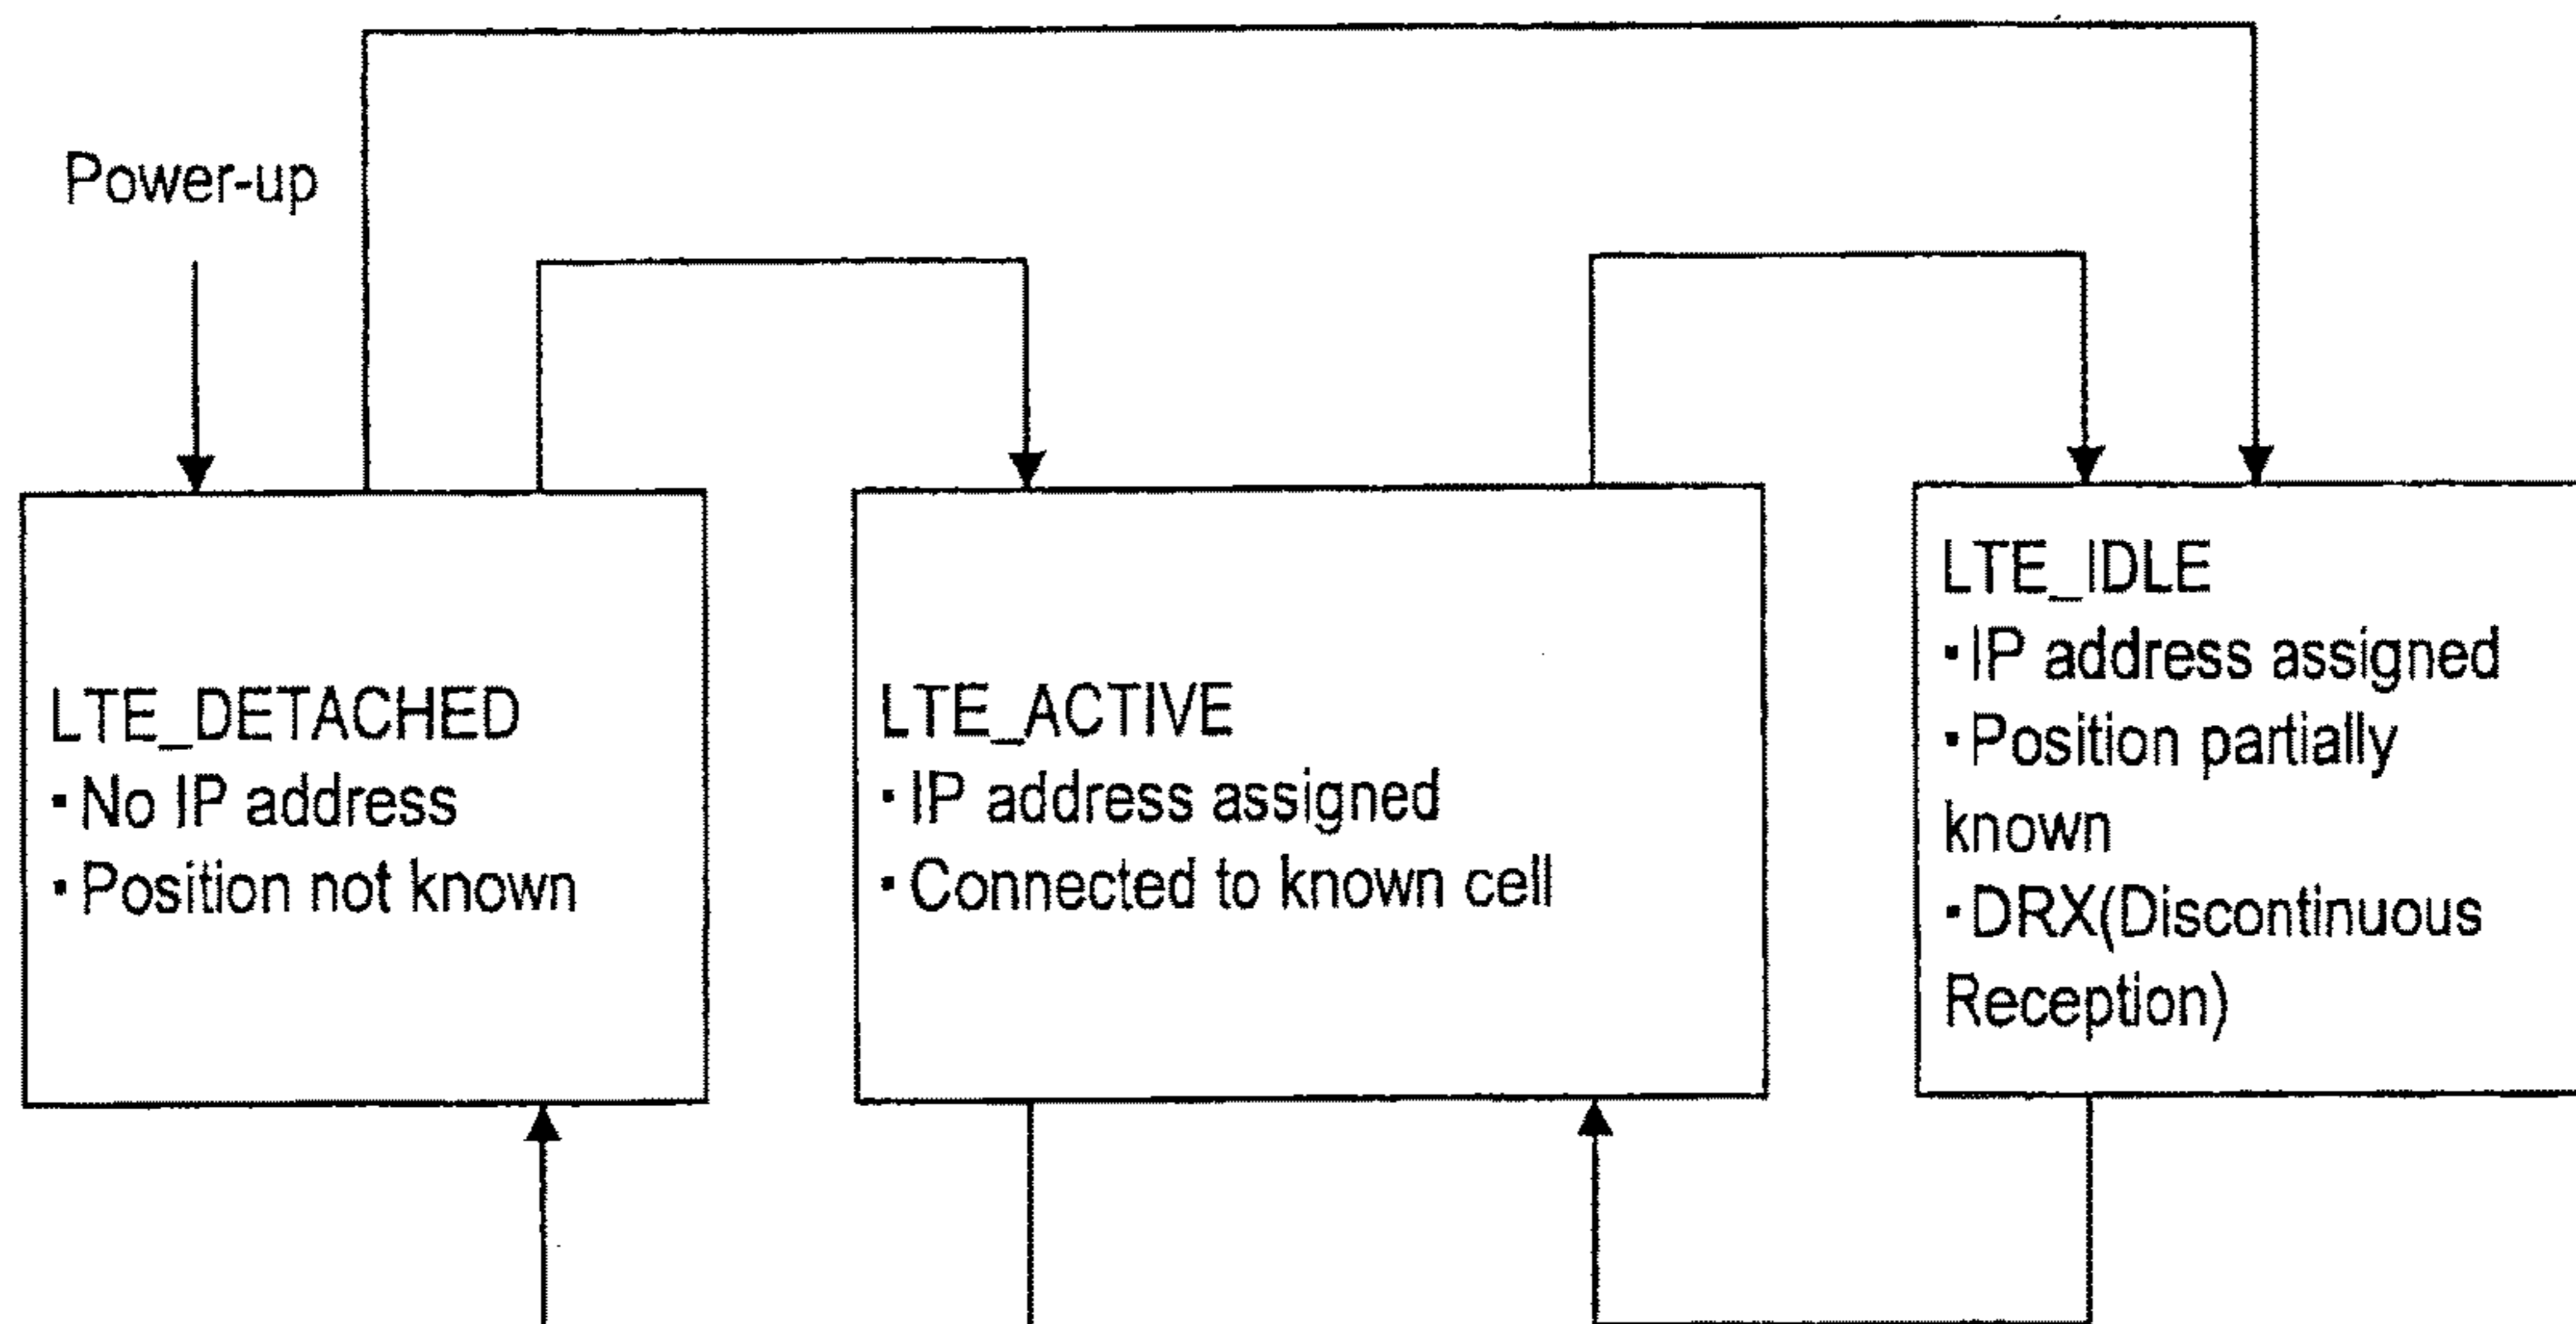 Power-up
LTE_DETACHED
▪No IP address
▪Position not known
LTE_ACTIVE
▪IP address assigned
▪Connected to known cell
LTE_IDLE
▪IP address assigned
▪Position partially
known
▪DRX(Discontinuous
Reception)